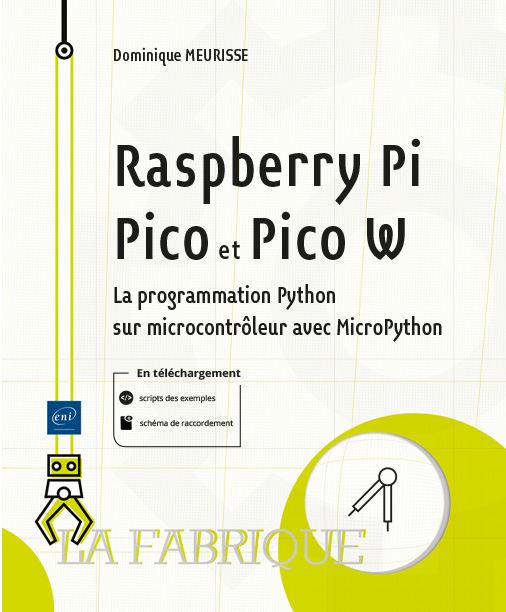 Dominique MEURISSE
Raspberry Pi
Pico et Pico W
La programmation Python
sur microcontrôleur avec MicroPython
En téléchargement
</> scripts des exemples
schéma de raccordement
eni
LA FABRIQUE